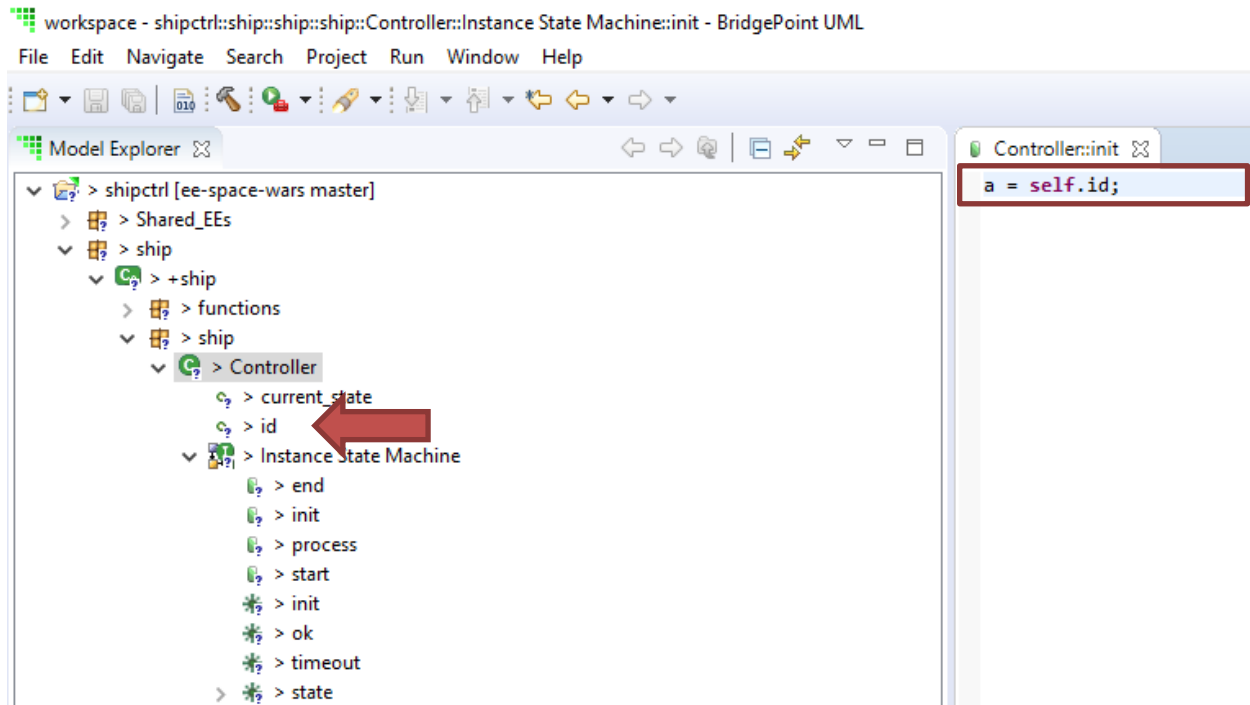 workspace - shipctrl::ship::ship::ship::Controller::Instance State Machine::init - BridgePoint UML
File Edit Navigate Search Project Run Window Help
Model Explorer
Controller::init
a = self.id;
> shipctrl [ee-space-wars master]
> Shared_EEs
> ship
> +ship
> functions
> ship
> Controller
> current_state
> id
> Instance State Machine
> end
> init
> process
> start
> init
> ok
> timeout
> state